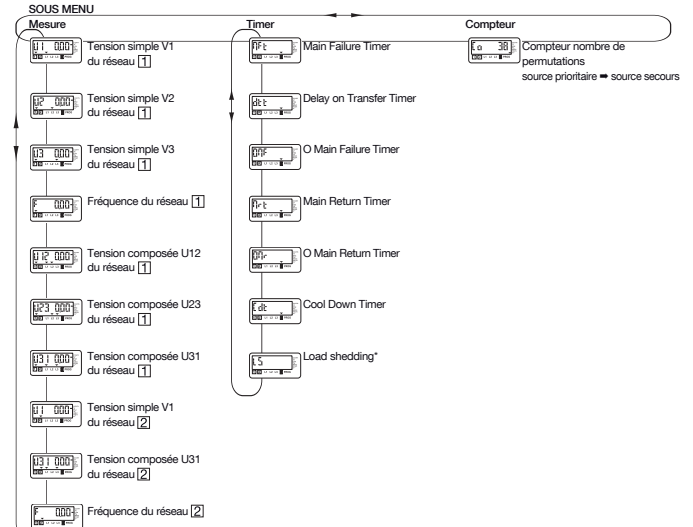 SOUS MENU
Mesure
Tension simple V1
du réseau 1
Tension simple V2
du réseau 1
Tension simple V3
du réseau 1
Fréquence du réseau 1
Tension composée U12
du réseau 1
Tension composée U23
du réseau 1
Tension composée U31
du réseau 1
Tension simple V1
du réseau 2
Tension composée U31
du réseau 2
Fréquence du réseau 2
Timer
Main Failure Timer
Delay on Transfer Timer
O Main Failure Timer
Main Return Timer
O Main Return Timer
Cool Down Timer
Load shedding*
Compteur
Compteur nombre de
permutations
source prioritaire ➡ source secours